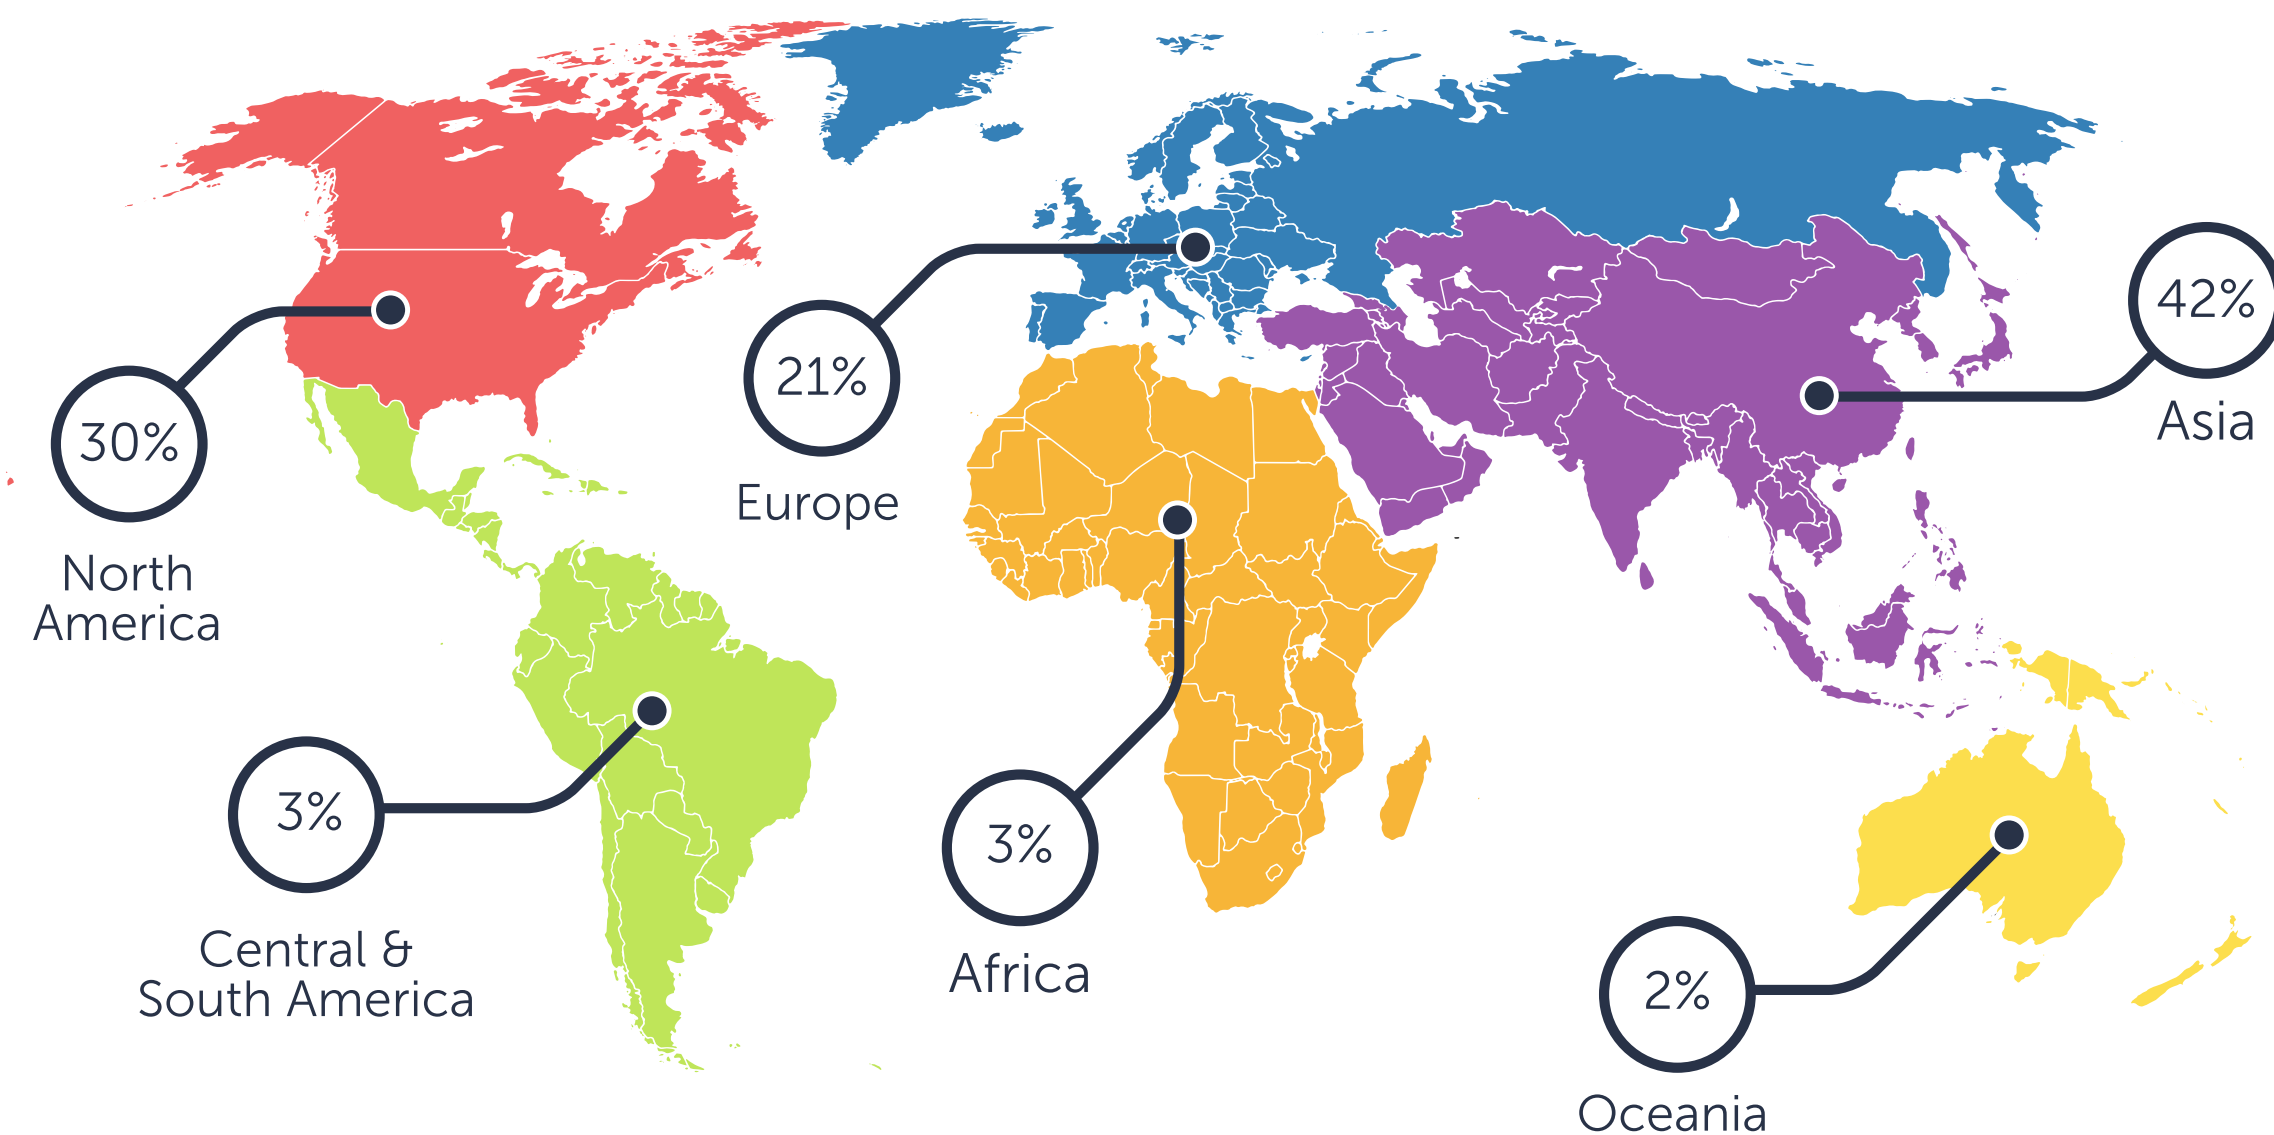 30%
North
America
21%
Europe
42%
Asia
3%
Central &
South America
3%
Africa
2%
Oceania